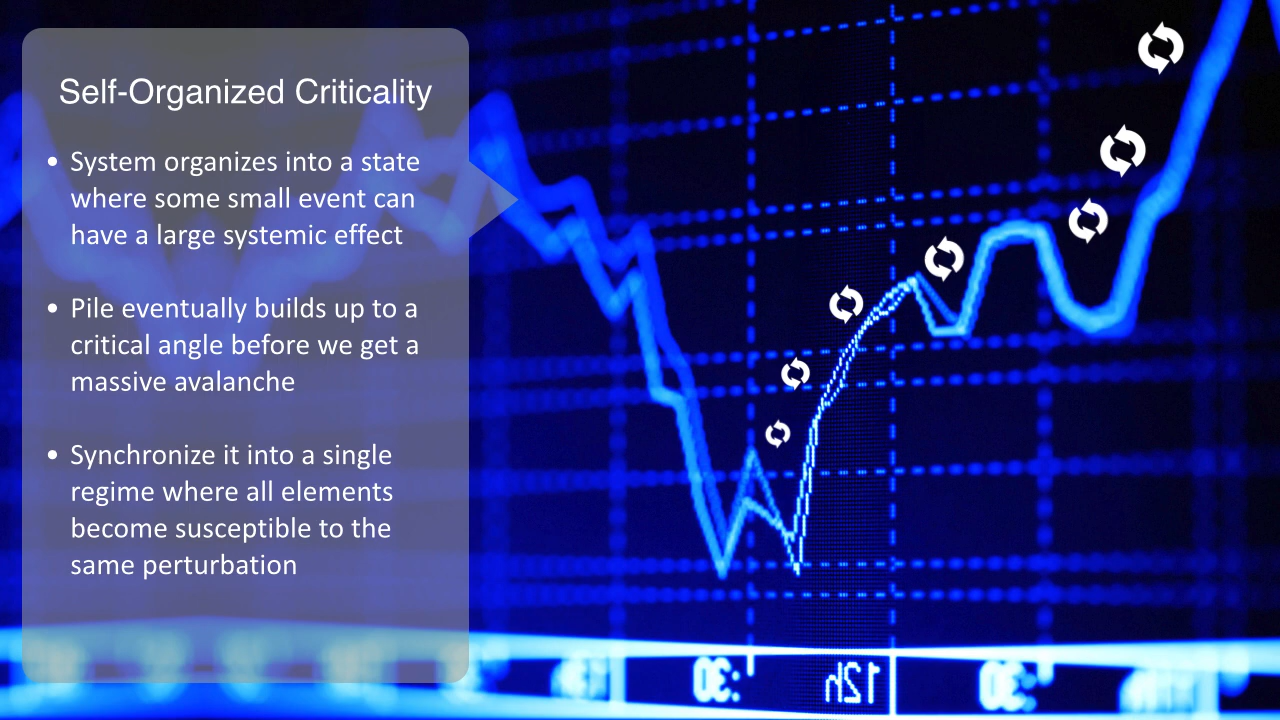 Self-Organized Criticality
• System organizes into a state
where some small event can
have a large systemic effect
• Pile eventually builds up to a
critical angle before we get a
massive avalanche
• Synchronize it into a single
regime where all elements
become susceptible to the
same perturbation
:30
12h